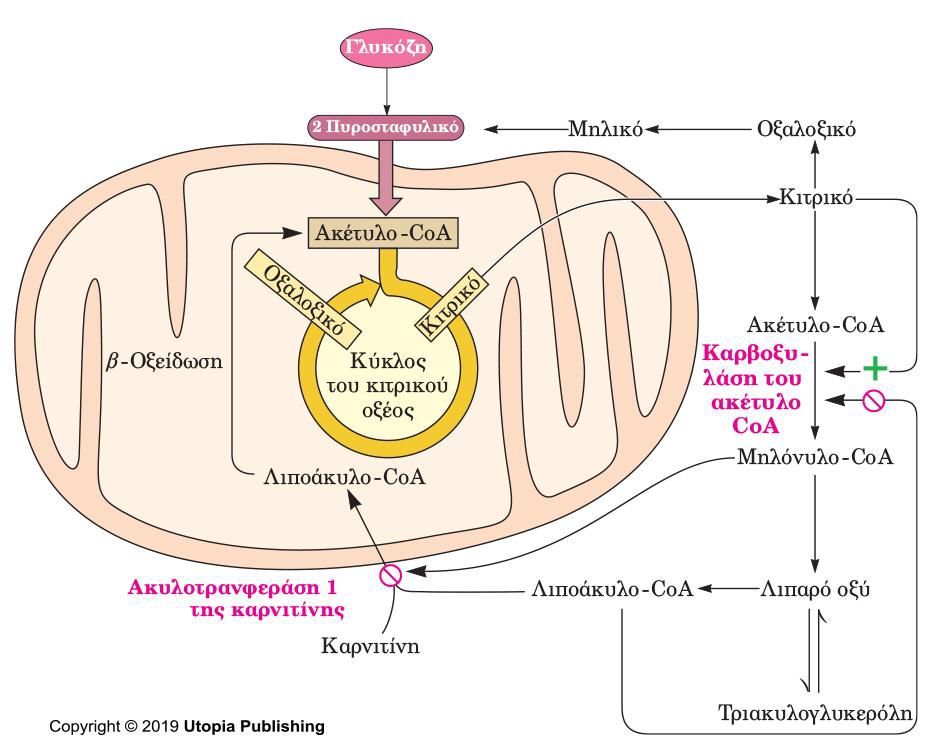 Γλυκόζη
2 Πυροσταφυλικό
Μηλικό
Οξαλοξικό
Κιτρικό
Ακέτυλο-CoA
Οξαλοξικό
Κιτρικό
Κύκλος
του κιτρικού
οξέος
β-Οξείδωση
Λιποάκυλο-CoA
Ακέτυλο-CoA
Καρβοξυ-
λάση του
ακέτυλο
CoA
+
Μηλόνυλο-CoA
Ακυλοτρανφεράση 1
της καρνιτίνης
Λιποάκυλο-CoA
Λιπαρό οξύ
Καρνιτίνη
Τριακυλογλυκερόλη
Copyright © 2019 Utopia Publishing